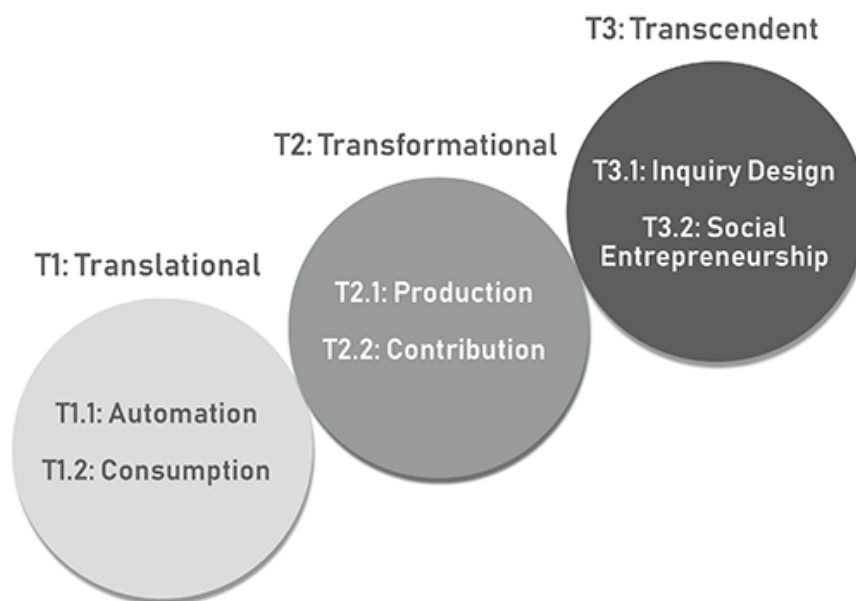 T3: Transcendent
T3.1: Inquiry Design
T3.2: Social
Entrepreneurship
T2: Transformational
T2.1: Production
T2.2: Contribution
T1: Translational
T1.1: Automation
T1.2: Consumption